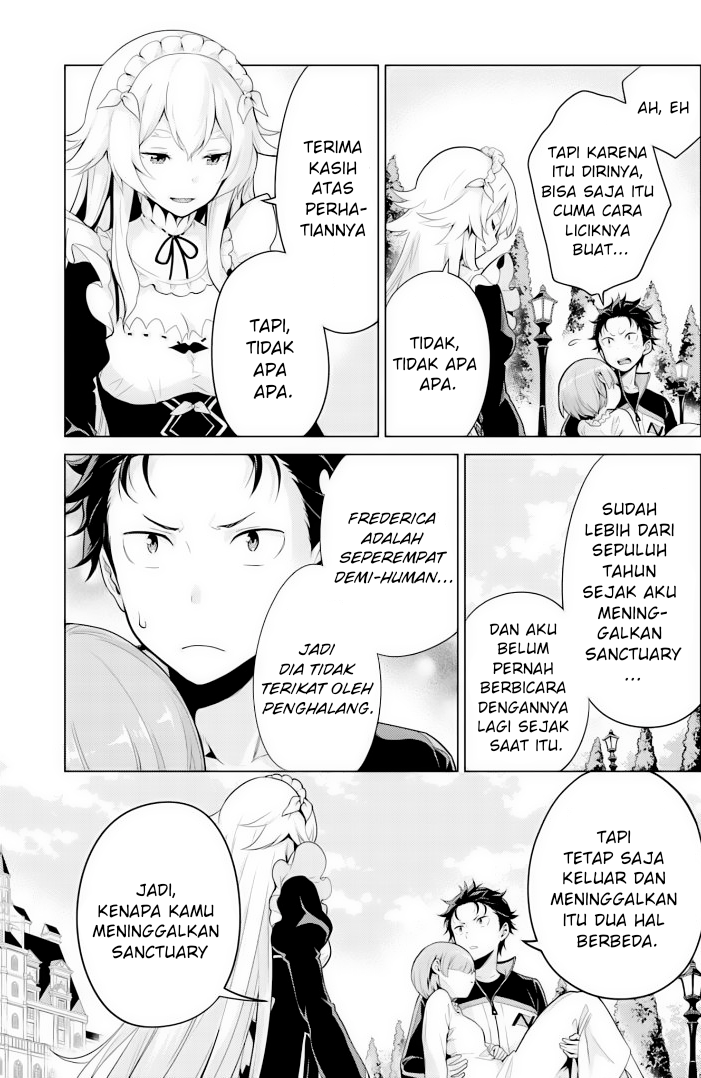 AH, EH
TAPI KARENA
ITU DIRINYA,
BISA SAJA ITU
CUMA CARA
LICIKNYA
BUAT...
TIDAK,
TIDAK APA
APA.
TERIMA
KASIH
ATAS
PERHA-
TIANNYA
TAPI,
TIDAK
APA
APA.
SUDAH
LEBIH DARI
SEPULUH
TAHUN
SEJAK AKU
MENING-
GALKAN
SANCTUARY
...
DAN AKU
BELUM
PERNAH
BERBICARA
DENGANNYA
LAGI SEJAK
SAAT ITU.
FREDERICA
ADALAH
SEPEREMPAT
DEMI-HUMAN...
JADI
DIA TIDAK
TERIKAT OLEH
PENGHALANG.
TAPI
TETAP SAJA
KELUAR DAN
MENINGGALKAN
ITU DUA HAL
BERBEDA.
JADI,
KENAPA KAMU
MENINGGALKAN
SANCTUARY